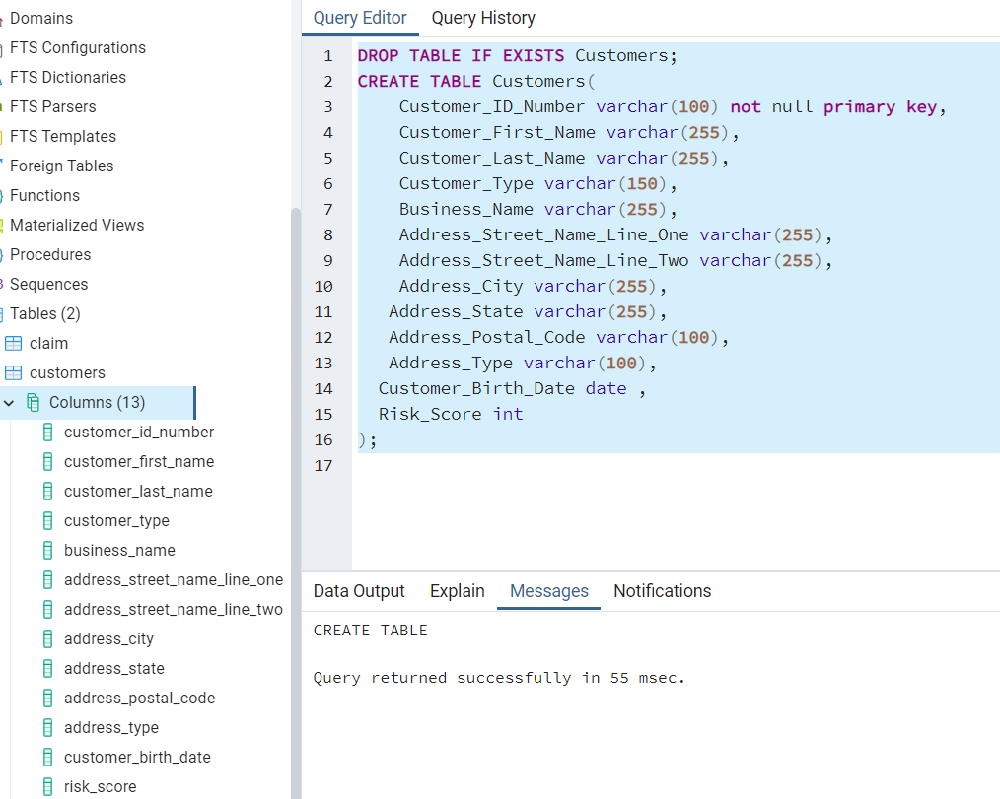 Domains
FTS Configurations
FTS Dictionaries
FTS Parsers
FTS Templates
Foreign Tables
Functions
Materialized Views
Procedures
Sequences
Tables (2)
claim
customers
Columns (13)
customer_id_number
customer_first_name
customer_last_name
customer_type
business_name
address_street_name_line_one
address_street_name_line_two
address_city
address_state
address_postal_code
address_type
customer_birth_date
risk_score
Query Editor Query History
1 DROP TABLE IF EXISTS Customers;
2 CREATE TABLE Customers(
3 Customer_ID_Number varchar(100) not null primary key,
4 Customer_First_Name varchar(255),
5 Customer_Last_Name varchar(255),
6 Customer_Type varchar(150),
7 Business_Name varchar(255),
8 Address_Street_Name_Line_One varchar(255),
9 Address_Street_Name_Line_Two varchar(255),
10 Address_City varchar(255),
11 Address_State varchar(255),
12 Address_Postal_Code varchar(100),
13 Address_Type varchar(100),
14 Customer_Birth_Date date ,
15 Risk_Score int
16 );
17
Data Output Explain Messages Notifications
CREATE TABLE
Query returned successfully in 55 msec.